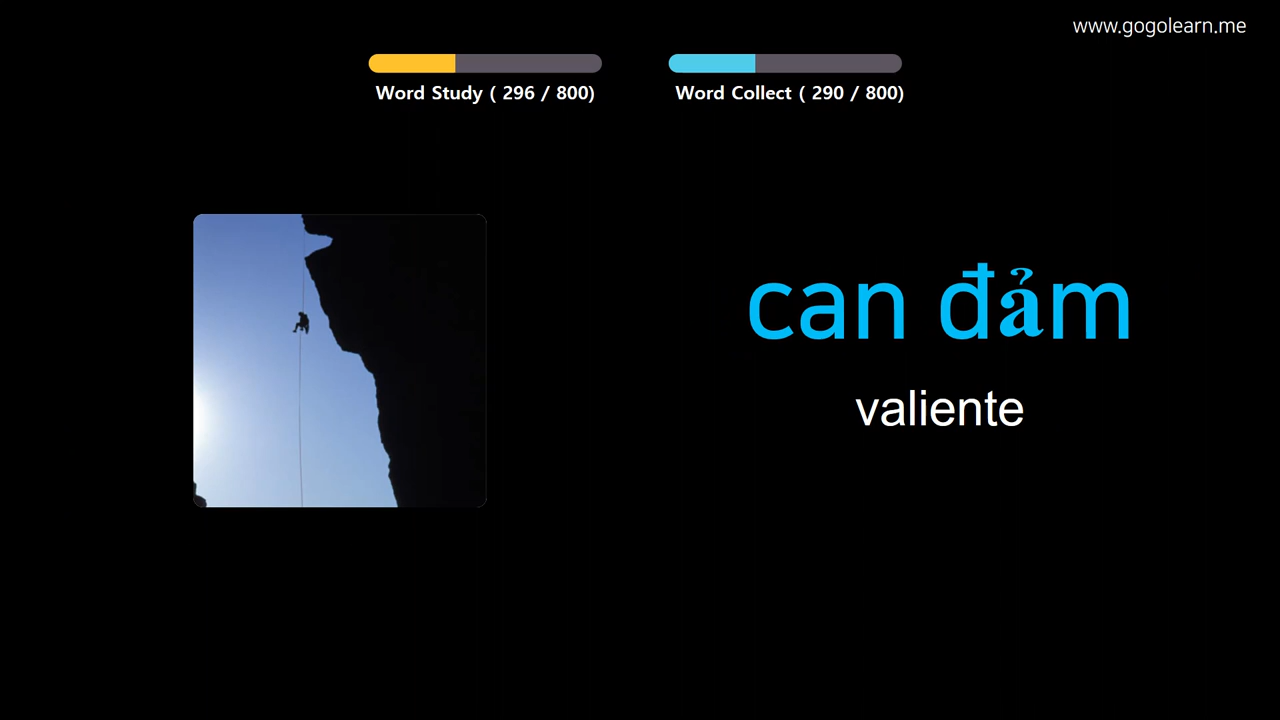 www.gogolearn.me
Word Study ( 296 / 800)
Word Collect ( 290 / 800)
can đảm
valiente